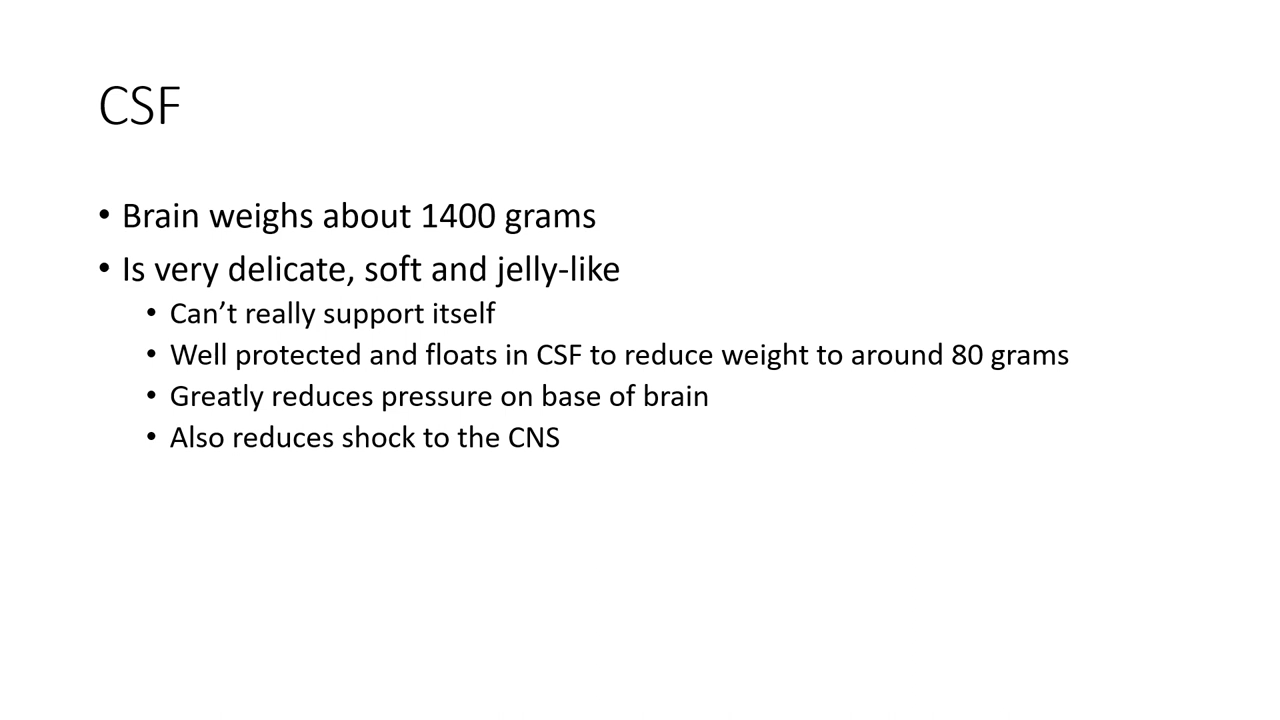 CSF
• Brain weighs about 1400 grams
• Is very delicate, soft and jelly-like
• Can’t really support itself
• Well protected and floats in CSF to reduce weight to around 80 grams
• Greatly reduces pressure on base of brain
• Also reduces shock to the CNS